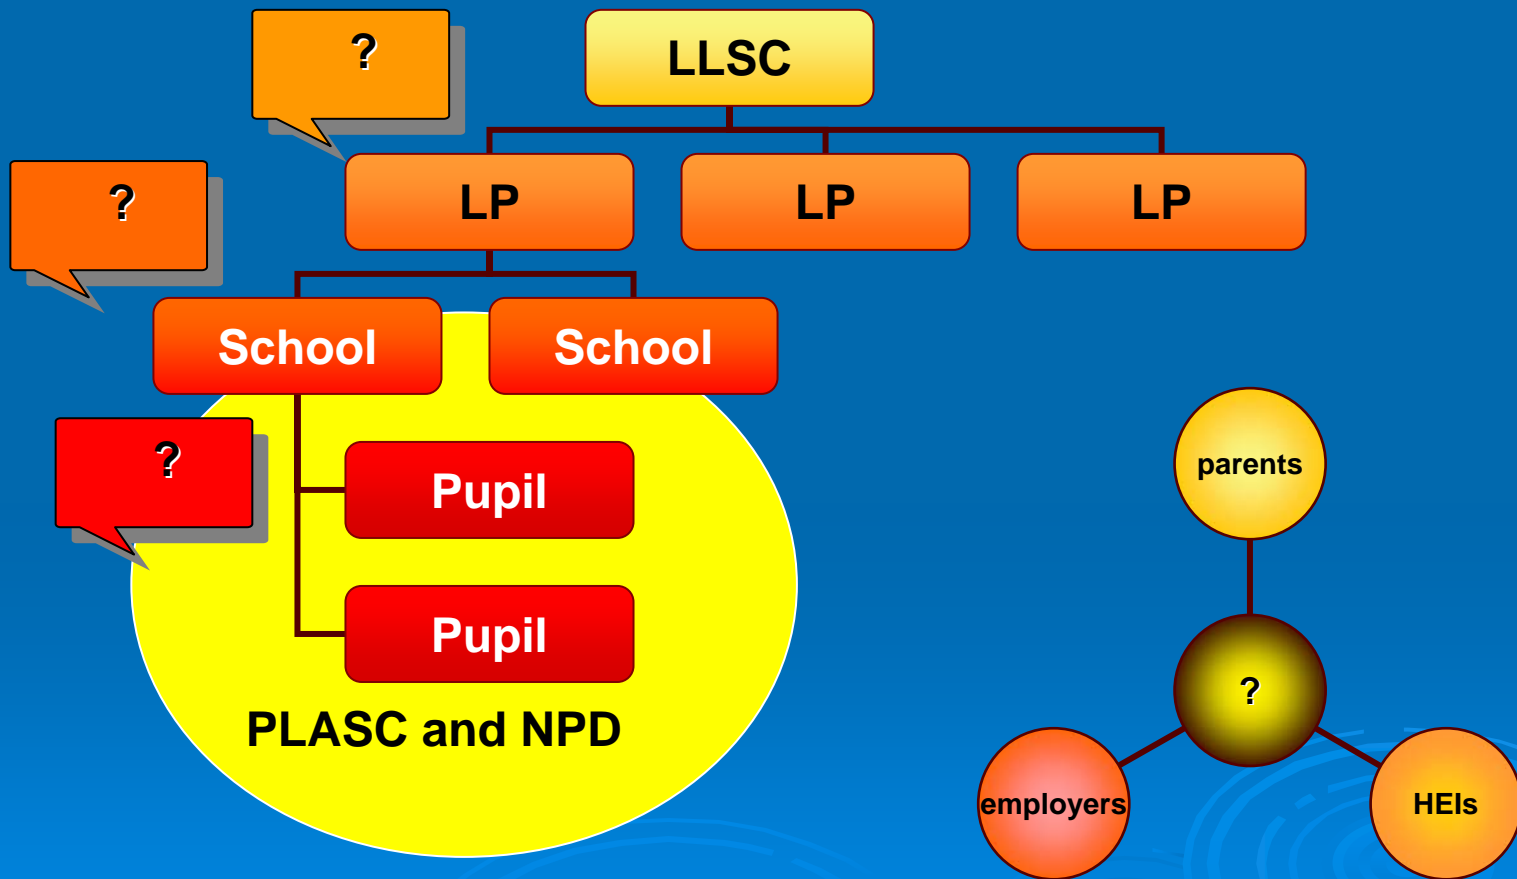 ?
LLSC
?
LP
LP
LP
School
School
?
Pupil
Pupil
PLASC and NPD
parents
?
employers
HEIs